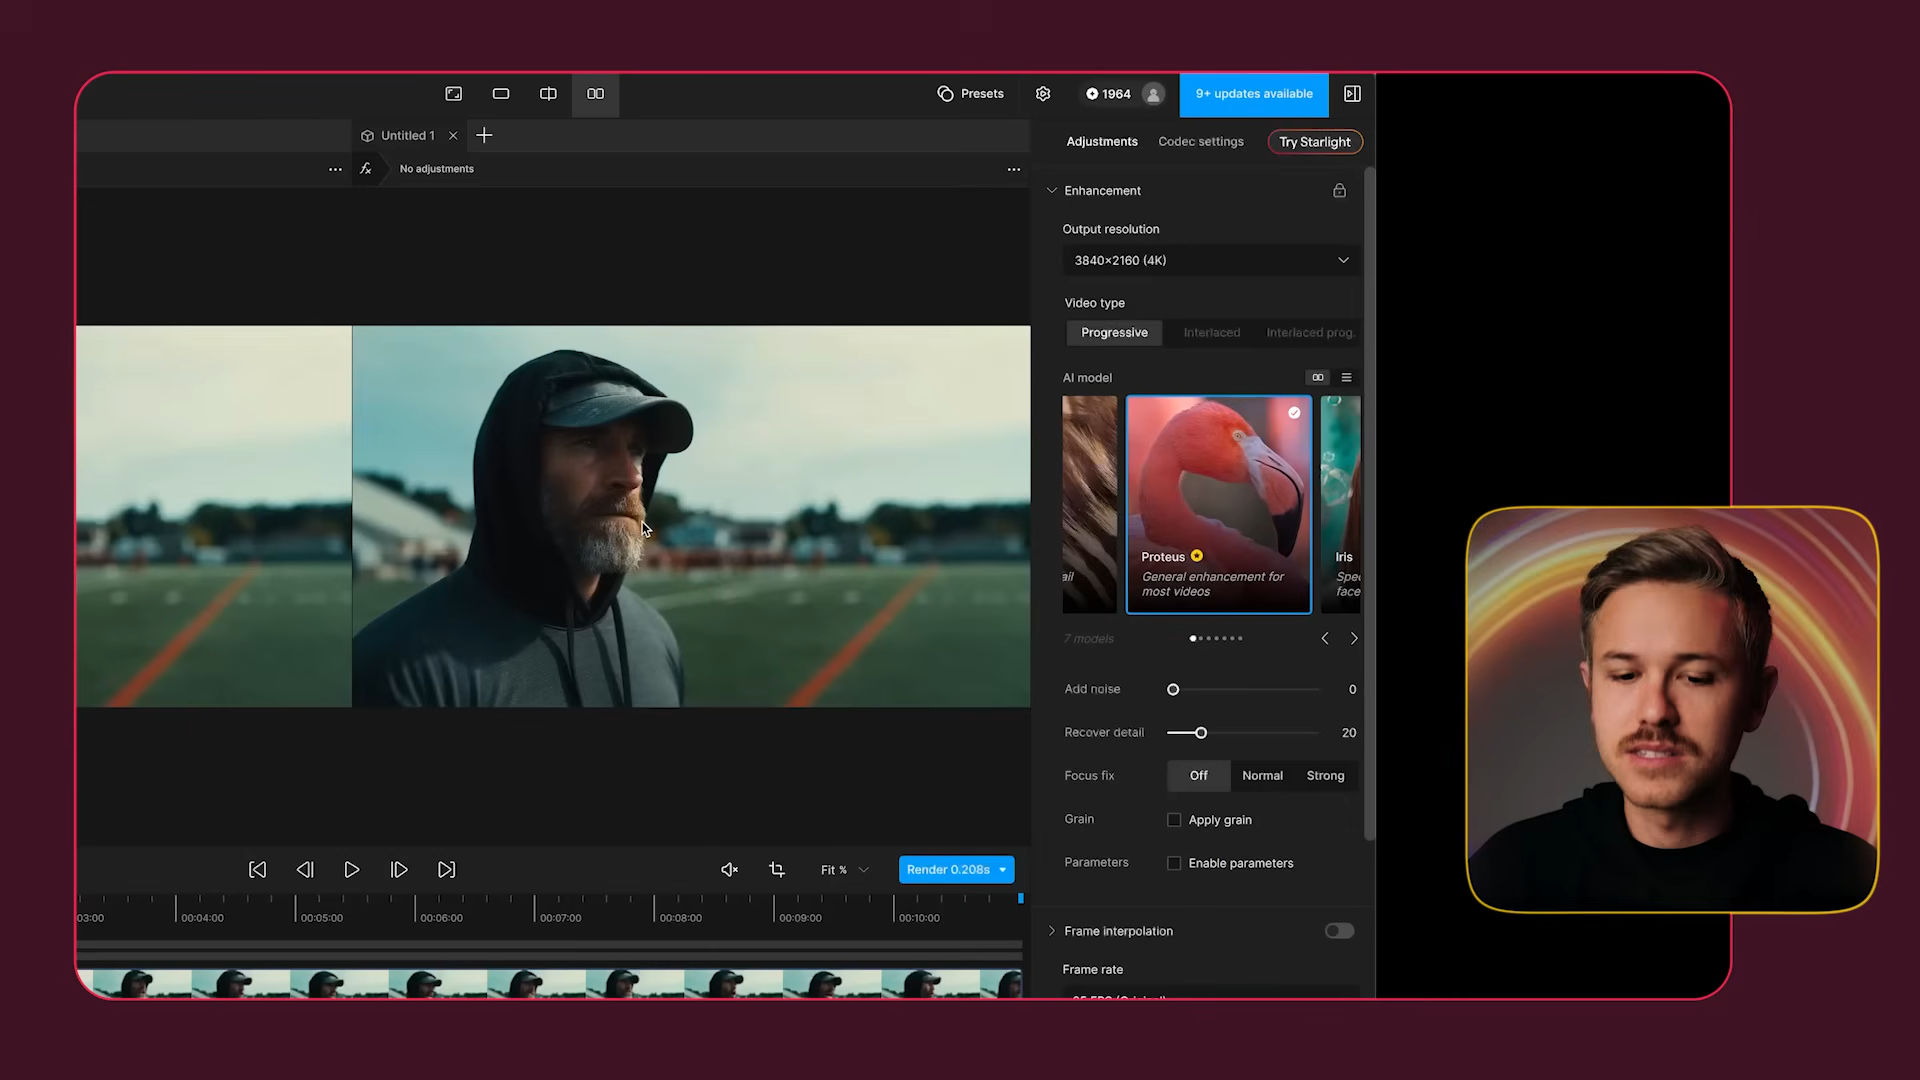 Presets
1964
9+ updates available
Untitled 1
Adjustments
Codec settings
Try Starlight
fx
No adjustments
Enhancement
Output resolution
3840×2160 (4K)
Video type
Progressive
Interlaced
Interlaced prog.
AI model
Proteus
General enhancement for
most videos
ail
Iris
Spec
face
7 models
Add noise
0
Recover detail
20
Focus fix
Off
Normal
Strong
Grain
Apply grain
Parameters
Enable parameters
Fit %
Render 0.208s
03:00
00:04:00
00:05:00
00:06:00
00:07:00
00:08:00
00:09:00
00:10:00
Frame interpolation
Frame rate